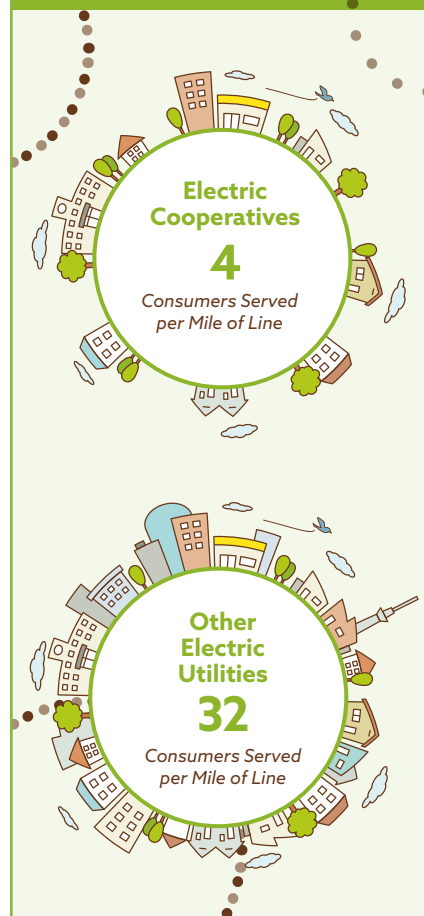 Electric
Cooperatives
4
Consumers Served
per Mile of Line
Other
Electric
Utilities
32
Consumers Served
per Mile of Line